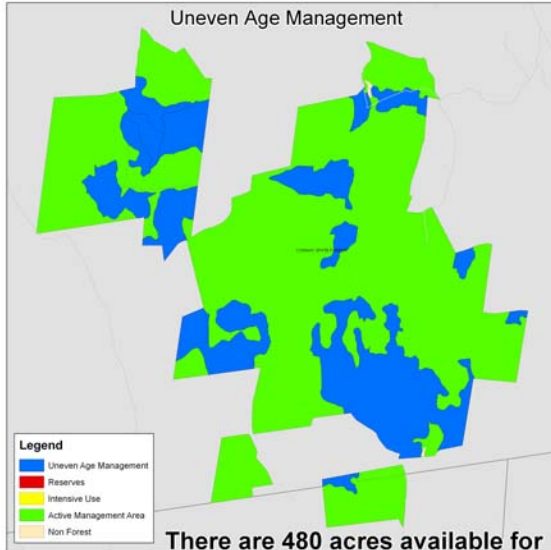 Uneven Age Management
Legend
Uneven Age Management
Reserves
Intensive Use
Active Management Area
Non Forest
There are 480 acres available for